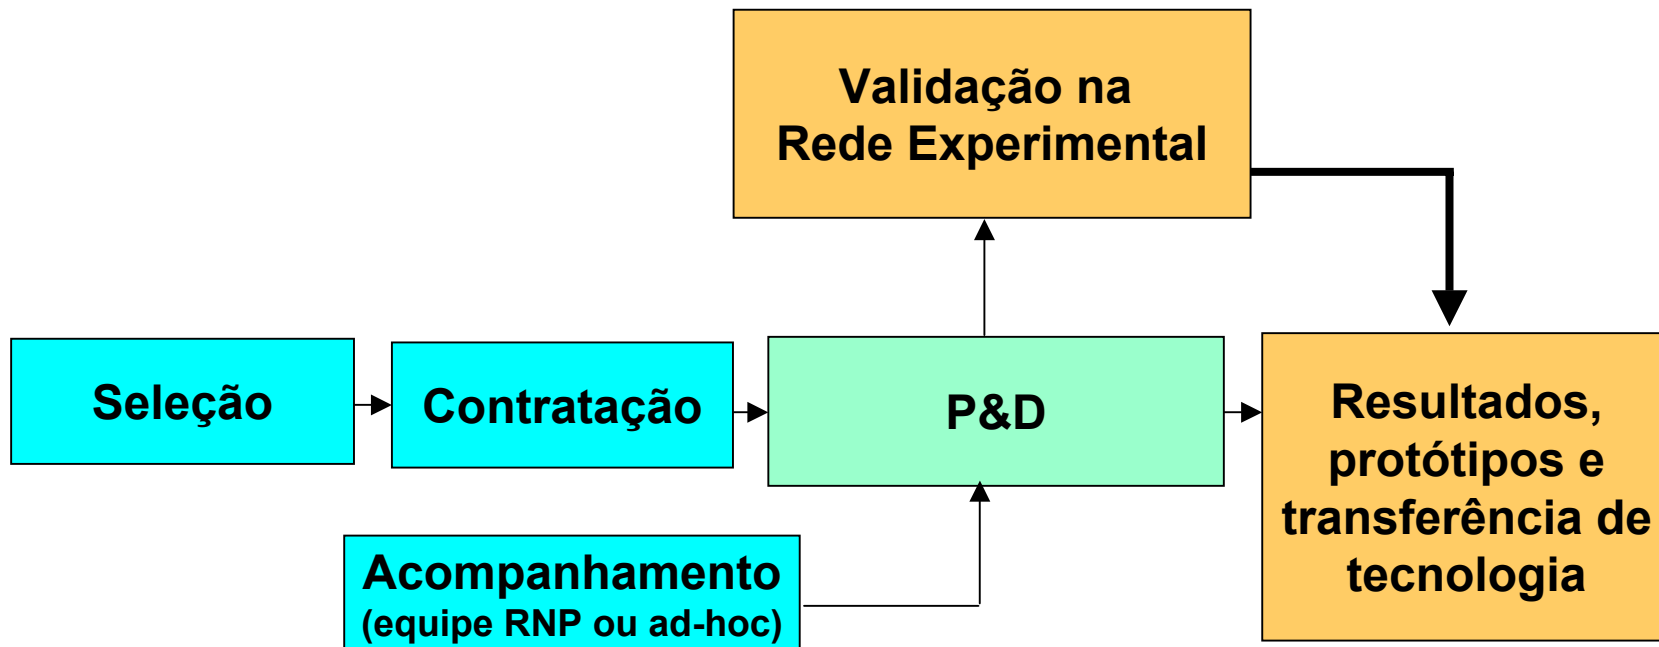 Validação na
Rede Experimental
Seleção
Contratação
P&D
Resultados,
protótipos e
transferência de
tecnologia
Acompanhamento
(equipe RNP ou ad-hoc)